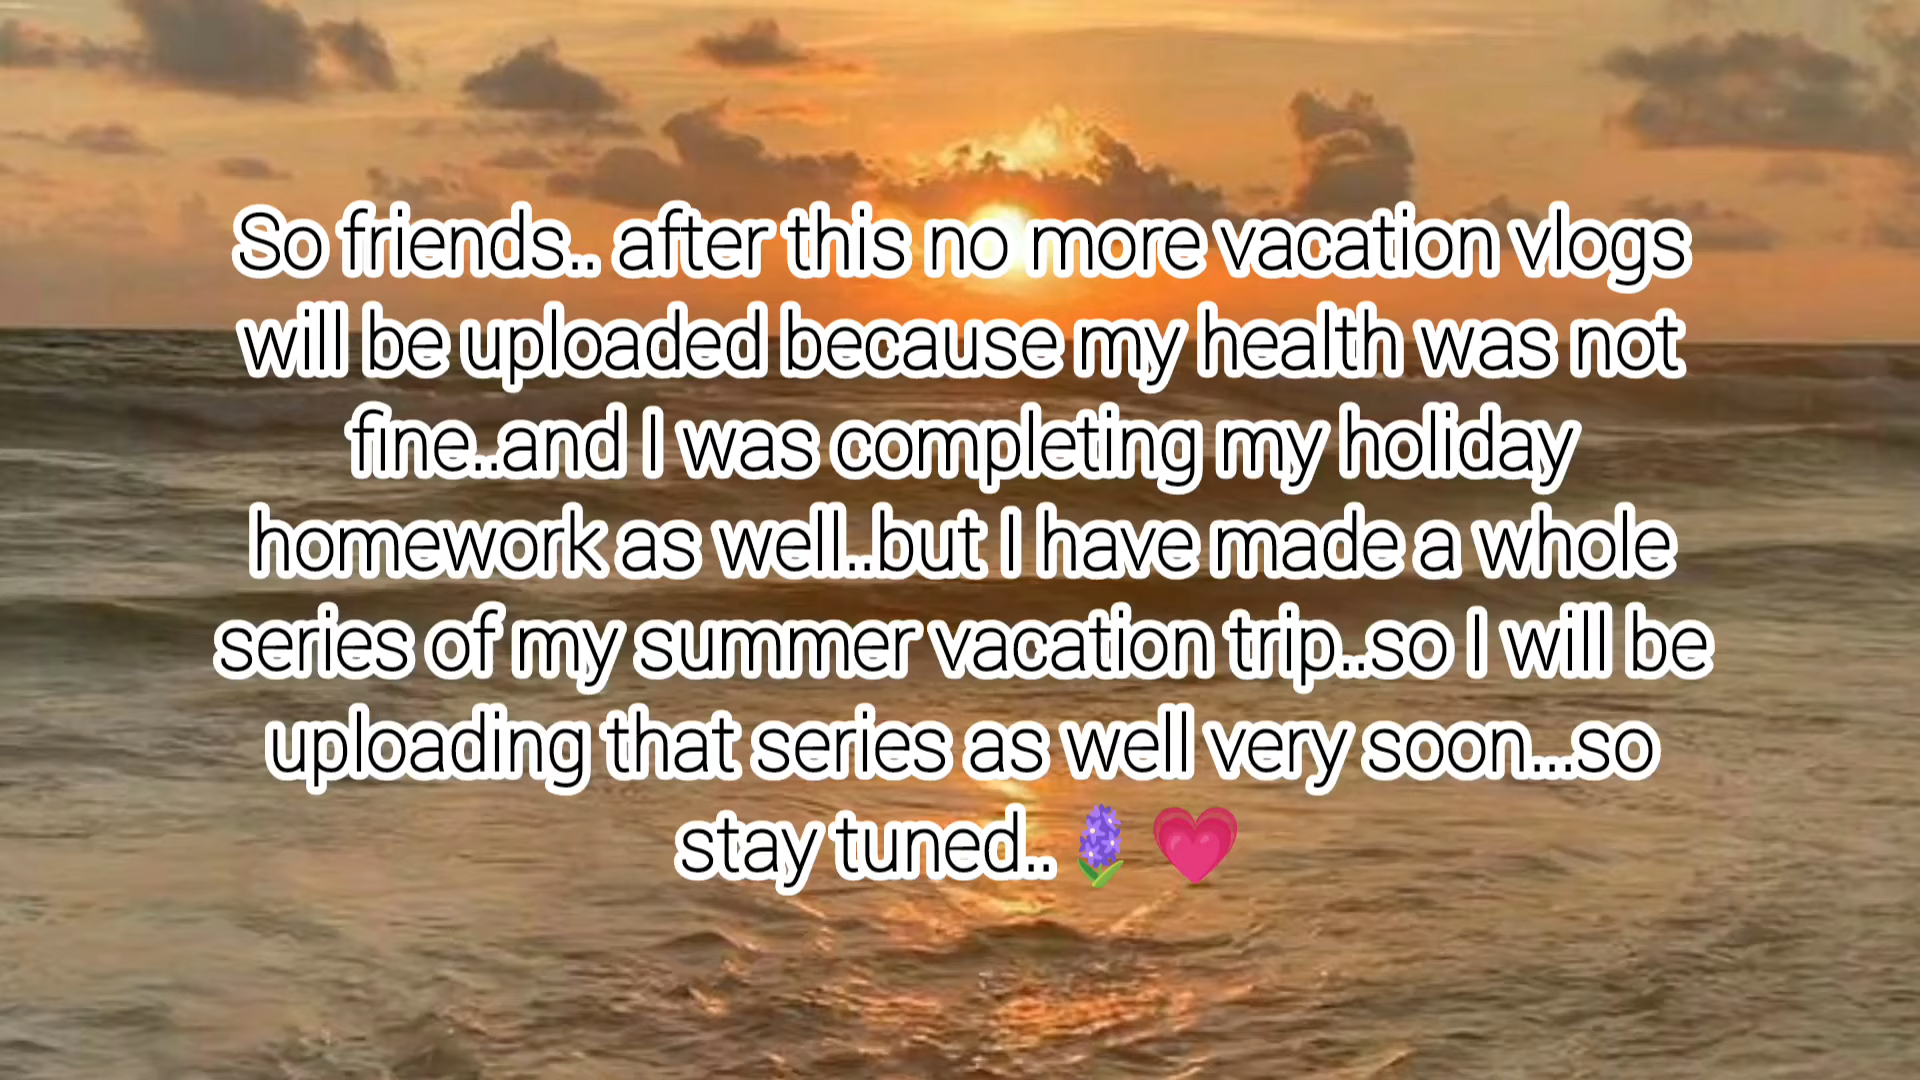 So friends.. after this no more vacation vlogs
will be uploaded because my health was not
fine..and I was completing my holiday
homework as well..but I have made a whole
series of my summer vacation trip..so I will be
uploading that series as well very soon...so
stay tuned.. 🪻💗